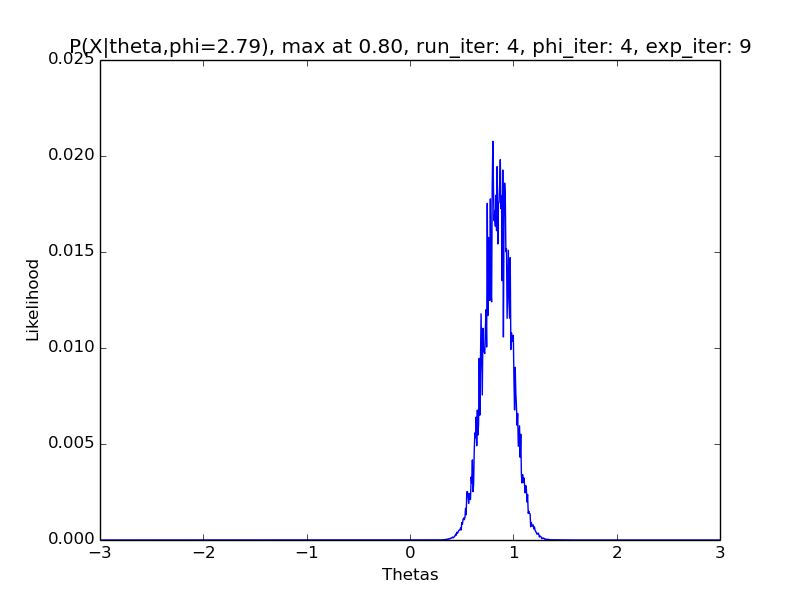 P(X|theta,phi=2.79), max at 0.80, run_iter: 4, phi_iter: 4, exp_iter: 9
0.025
0.020
0.015
0.010
0.005
0.000
Likelihood
−3 −2 −1 0 1 2 3
Thetas